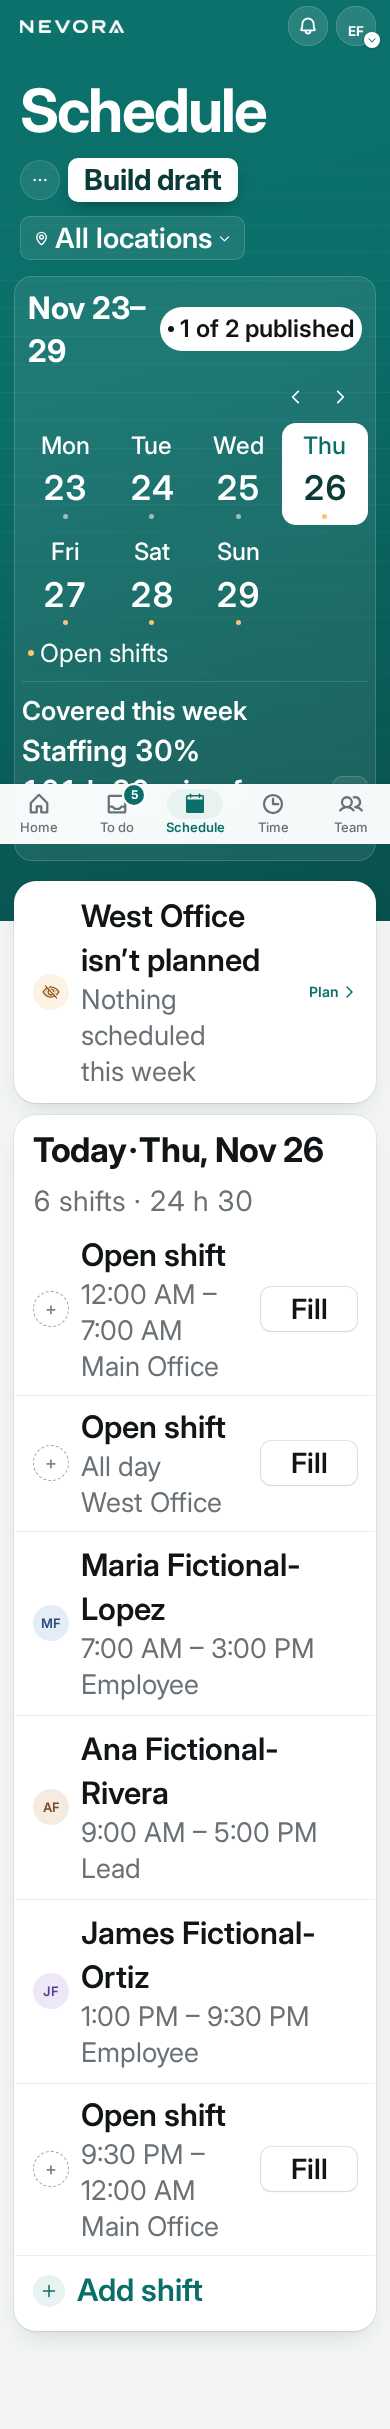 NEVORA
EF
Schedule
Build draft
All locations
Nov 23–
29
1 of 2 published
Mon Tue Wed Thu
23 24 25 26
Fri Sat Sun
27 28 29
Open shifts
Covered this week
Staffing 30%
Home
5
To do
Schedule
Time
Team
West Office
isn't planned
Nothing
scheduled
this week
Plan
Today·Thu, Nov 26
6 shifts · 24 h 30
Open shift
12:00 AM –
7:00 AM
Main Office
Fill
Open shift
All day
West Office
Fill
MF
Maria Fictional-
Lopez
7:00 AM – 3:00 PM
Employee
AF
Ana Fictional-
Rivera
9:00 AM – 5:00 PM
Lead
JF
James Fictional-
Ortiz
1:00 PM – 9:30 PM
Employee
Open shift
9:30 PM –
12:00 AM
Main Office
Fill
Add shift